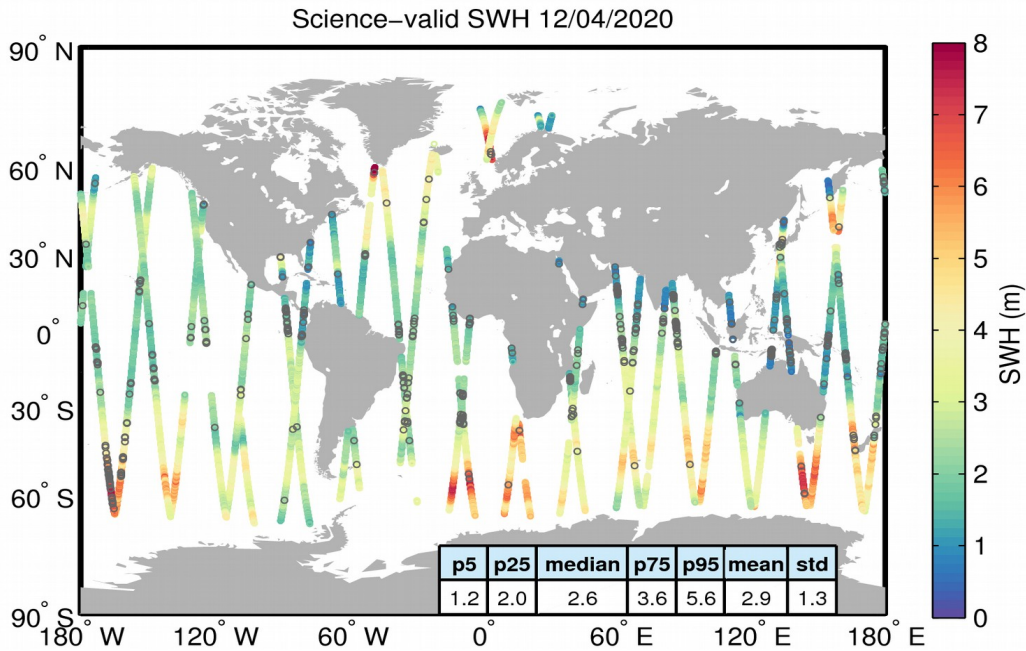 Science−valid SWH 12/04/2020
90° N
60° N
30° N
0°
30° S
60° S
90° S
180° W
120° W
60° W
0°
60° E
120° E
180° E
p5 p25 median p75 p95 mean std
1.2 2.0 2.6 3.6 5.6 2.9 1.3
8
7
6
5
4
3
2
1
0
SWH (m)